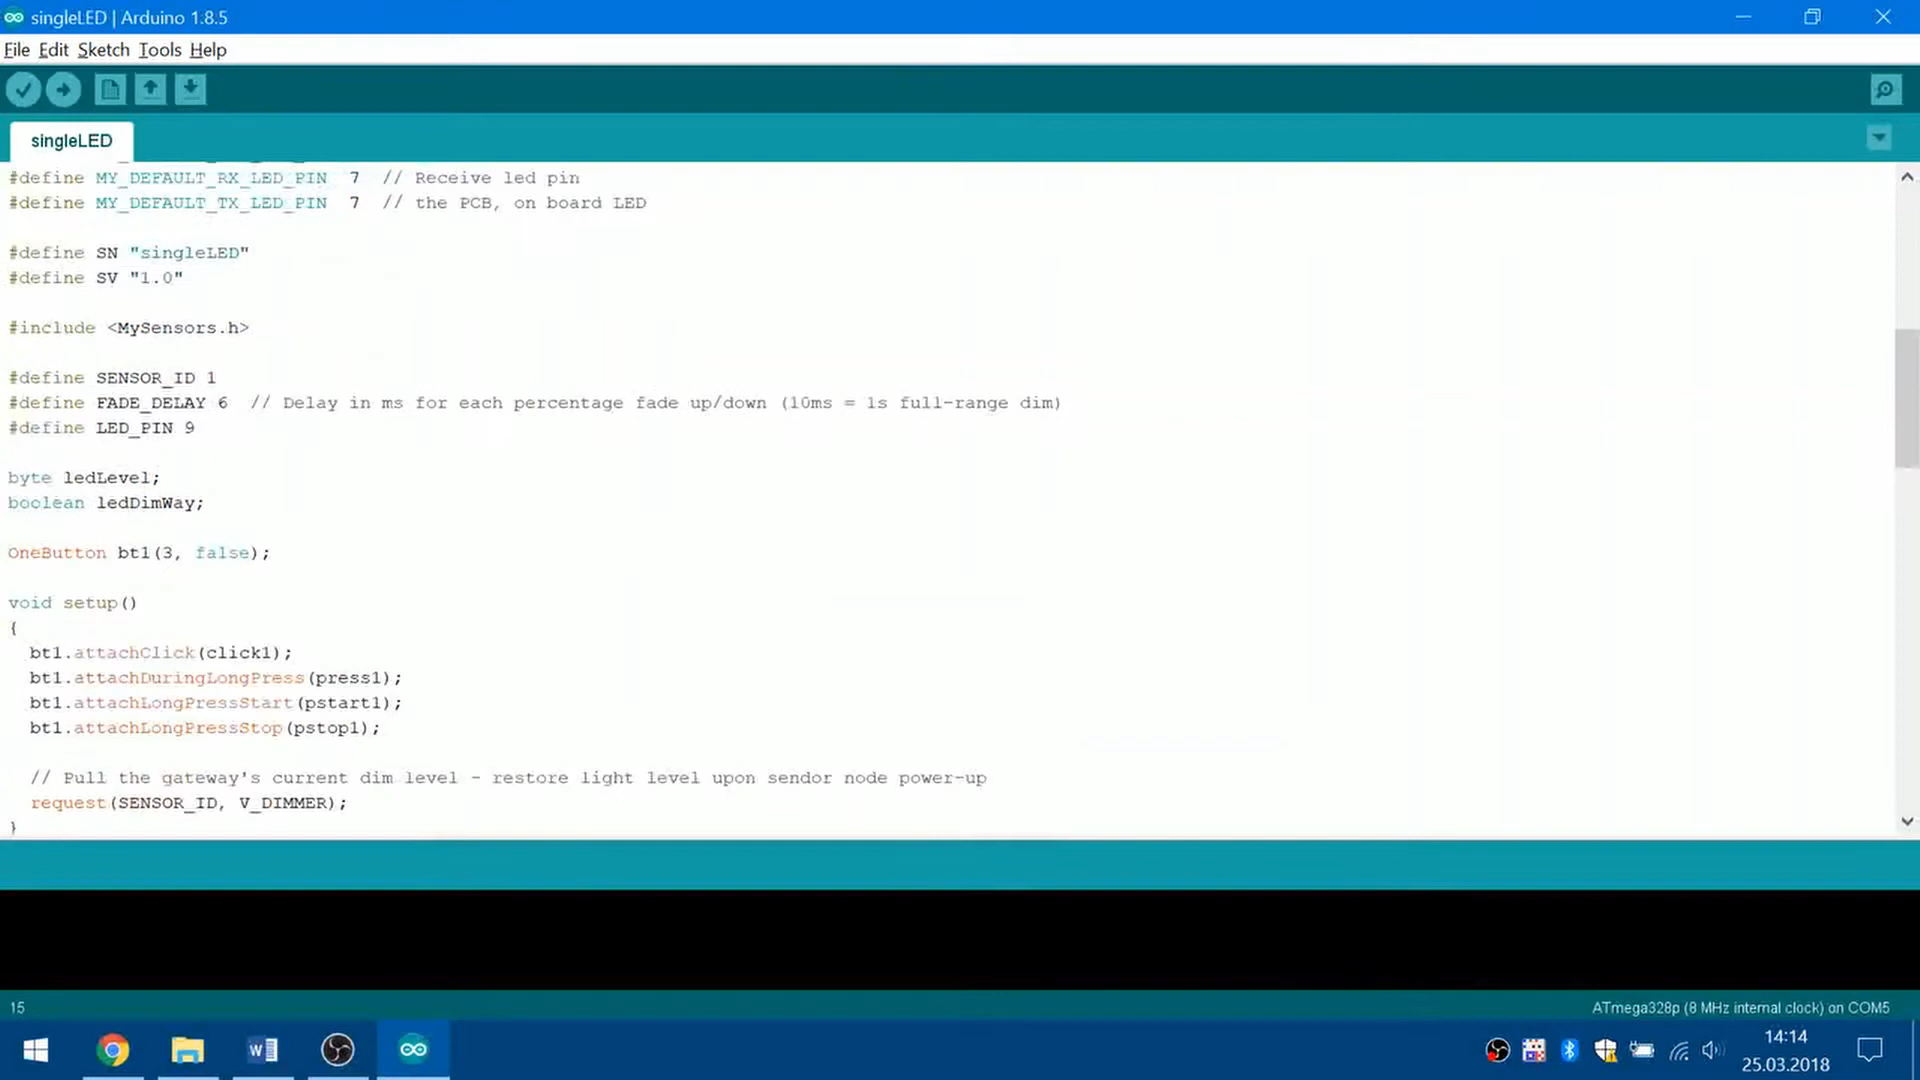 singleLED | Arduino 1.8.5
File Edit Sketch Tools Help
singleLED
#define MY_DEFAULT_RX_LED_PIN 7 // Receive led pin
#define MY_DEFAULT_TX_LED_PIN 7 // the PCB, on board LED
#define SN "singleLED"
#define SV "1.0"
#include <MySensors.h>
#define SENSOR_ID 1
#define FADE_DELAY 6 // Delay in ms for each percentage fade up/down (10ms = 1s full-range dim)
#define LED_PIN 9
byte ledLevel;
boolean ledDimWay;
OneButton bt1(3, false);
void setup()
{
bt1.attachClick(click1);
bt1.attachDuringLongPress(press1);
bt1.attachLongPressStart(pstart1);
bt1.attachLongPressStop(pstop1);
// Pull the gateway's current dim level - restore light level upon sendor node power-up
request(SENSOR_ID, V_DIMMER);
}
15
ATmega328p (8 MHz internal clock) on COM5
14:14
25.03.2018